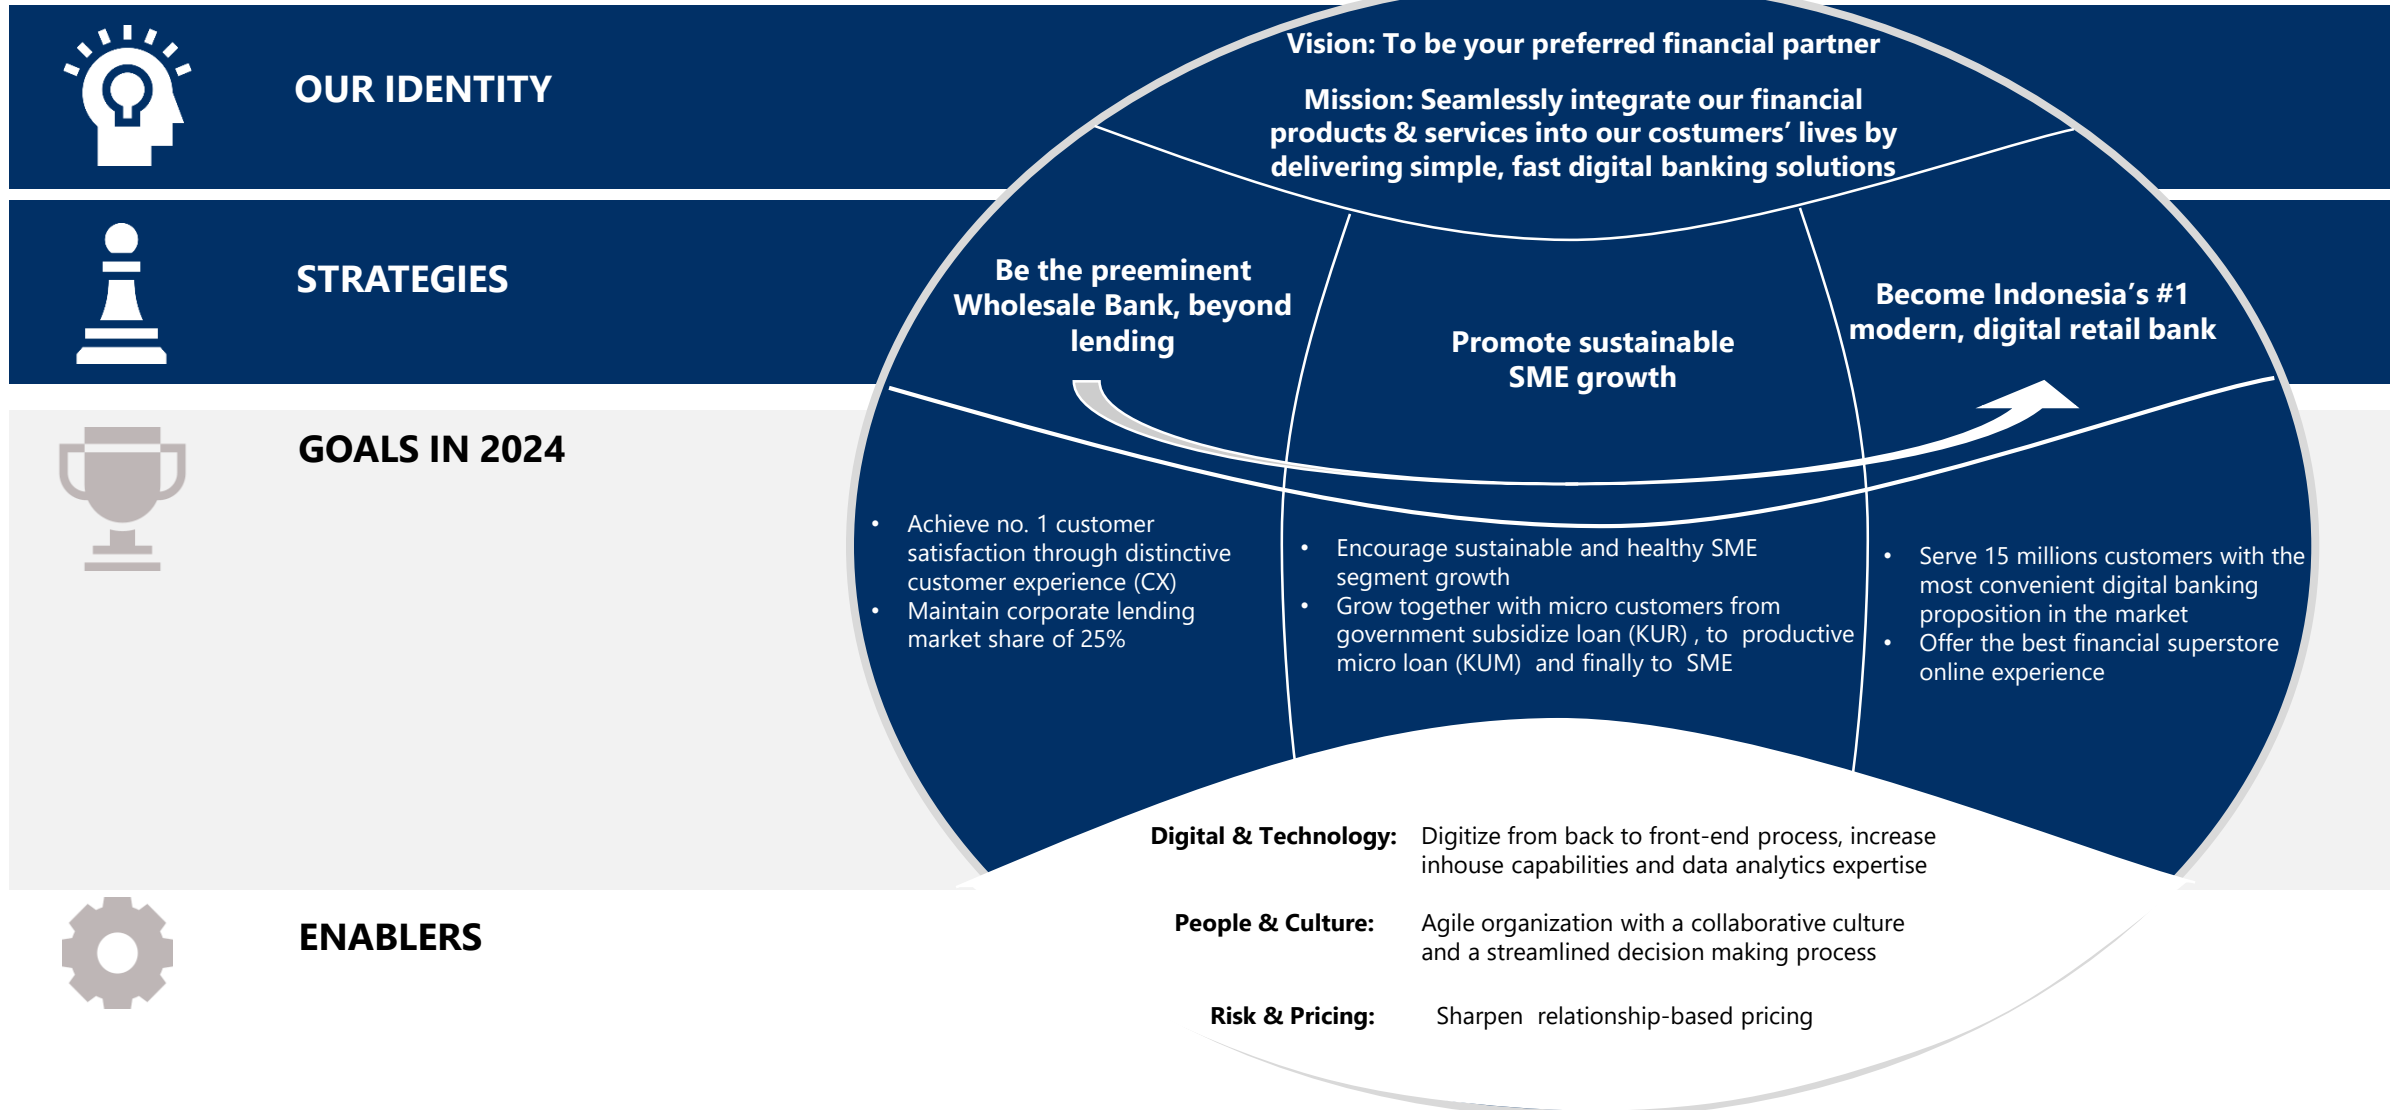 OUR IDENTITY
Vision: To be your preferred financial partner
Mission: Seamlessly integrate our financial
products & services into our costumers’ lives by
delivering simple, fast digital banking solutions
STRATEGIES
Be the preeminent
Wholesale Bank, beyond
lending
Promote sustainable
SME growth
Become Indonesia’s #1
modern, digital retail bank
GOALS IN 2024
• Achieve no. 1 customer
satisfaction through distinctive
customer experience (CX)
• Maintain corporate lending
market share of 25%
• Encourage sustainable and healthy SME
segment growth
• Grow together with micro customers from
government subsidize loan (KUR) , to productive
micro loan (KUM) and finally to SME
• Serve 15 millions customers with the
most convenient digital banking
proposition in the market
• Offer the best financial superstore
online experience
ENABLERS
Digital & Technology: Digitize from back to front-end process, increase
inhouse capabilities and data analytics expertise
People & Culture: Agile organization with a collaborative culture
and a streamlined decision making process
Risk & Pricing: Sharpen relationship-based pricing